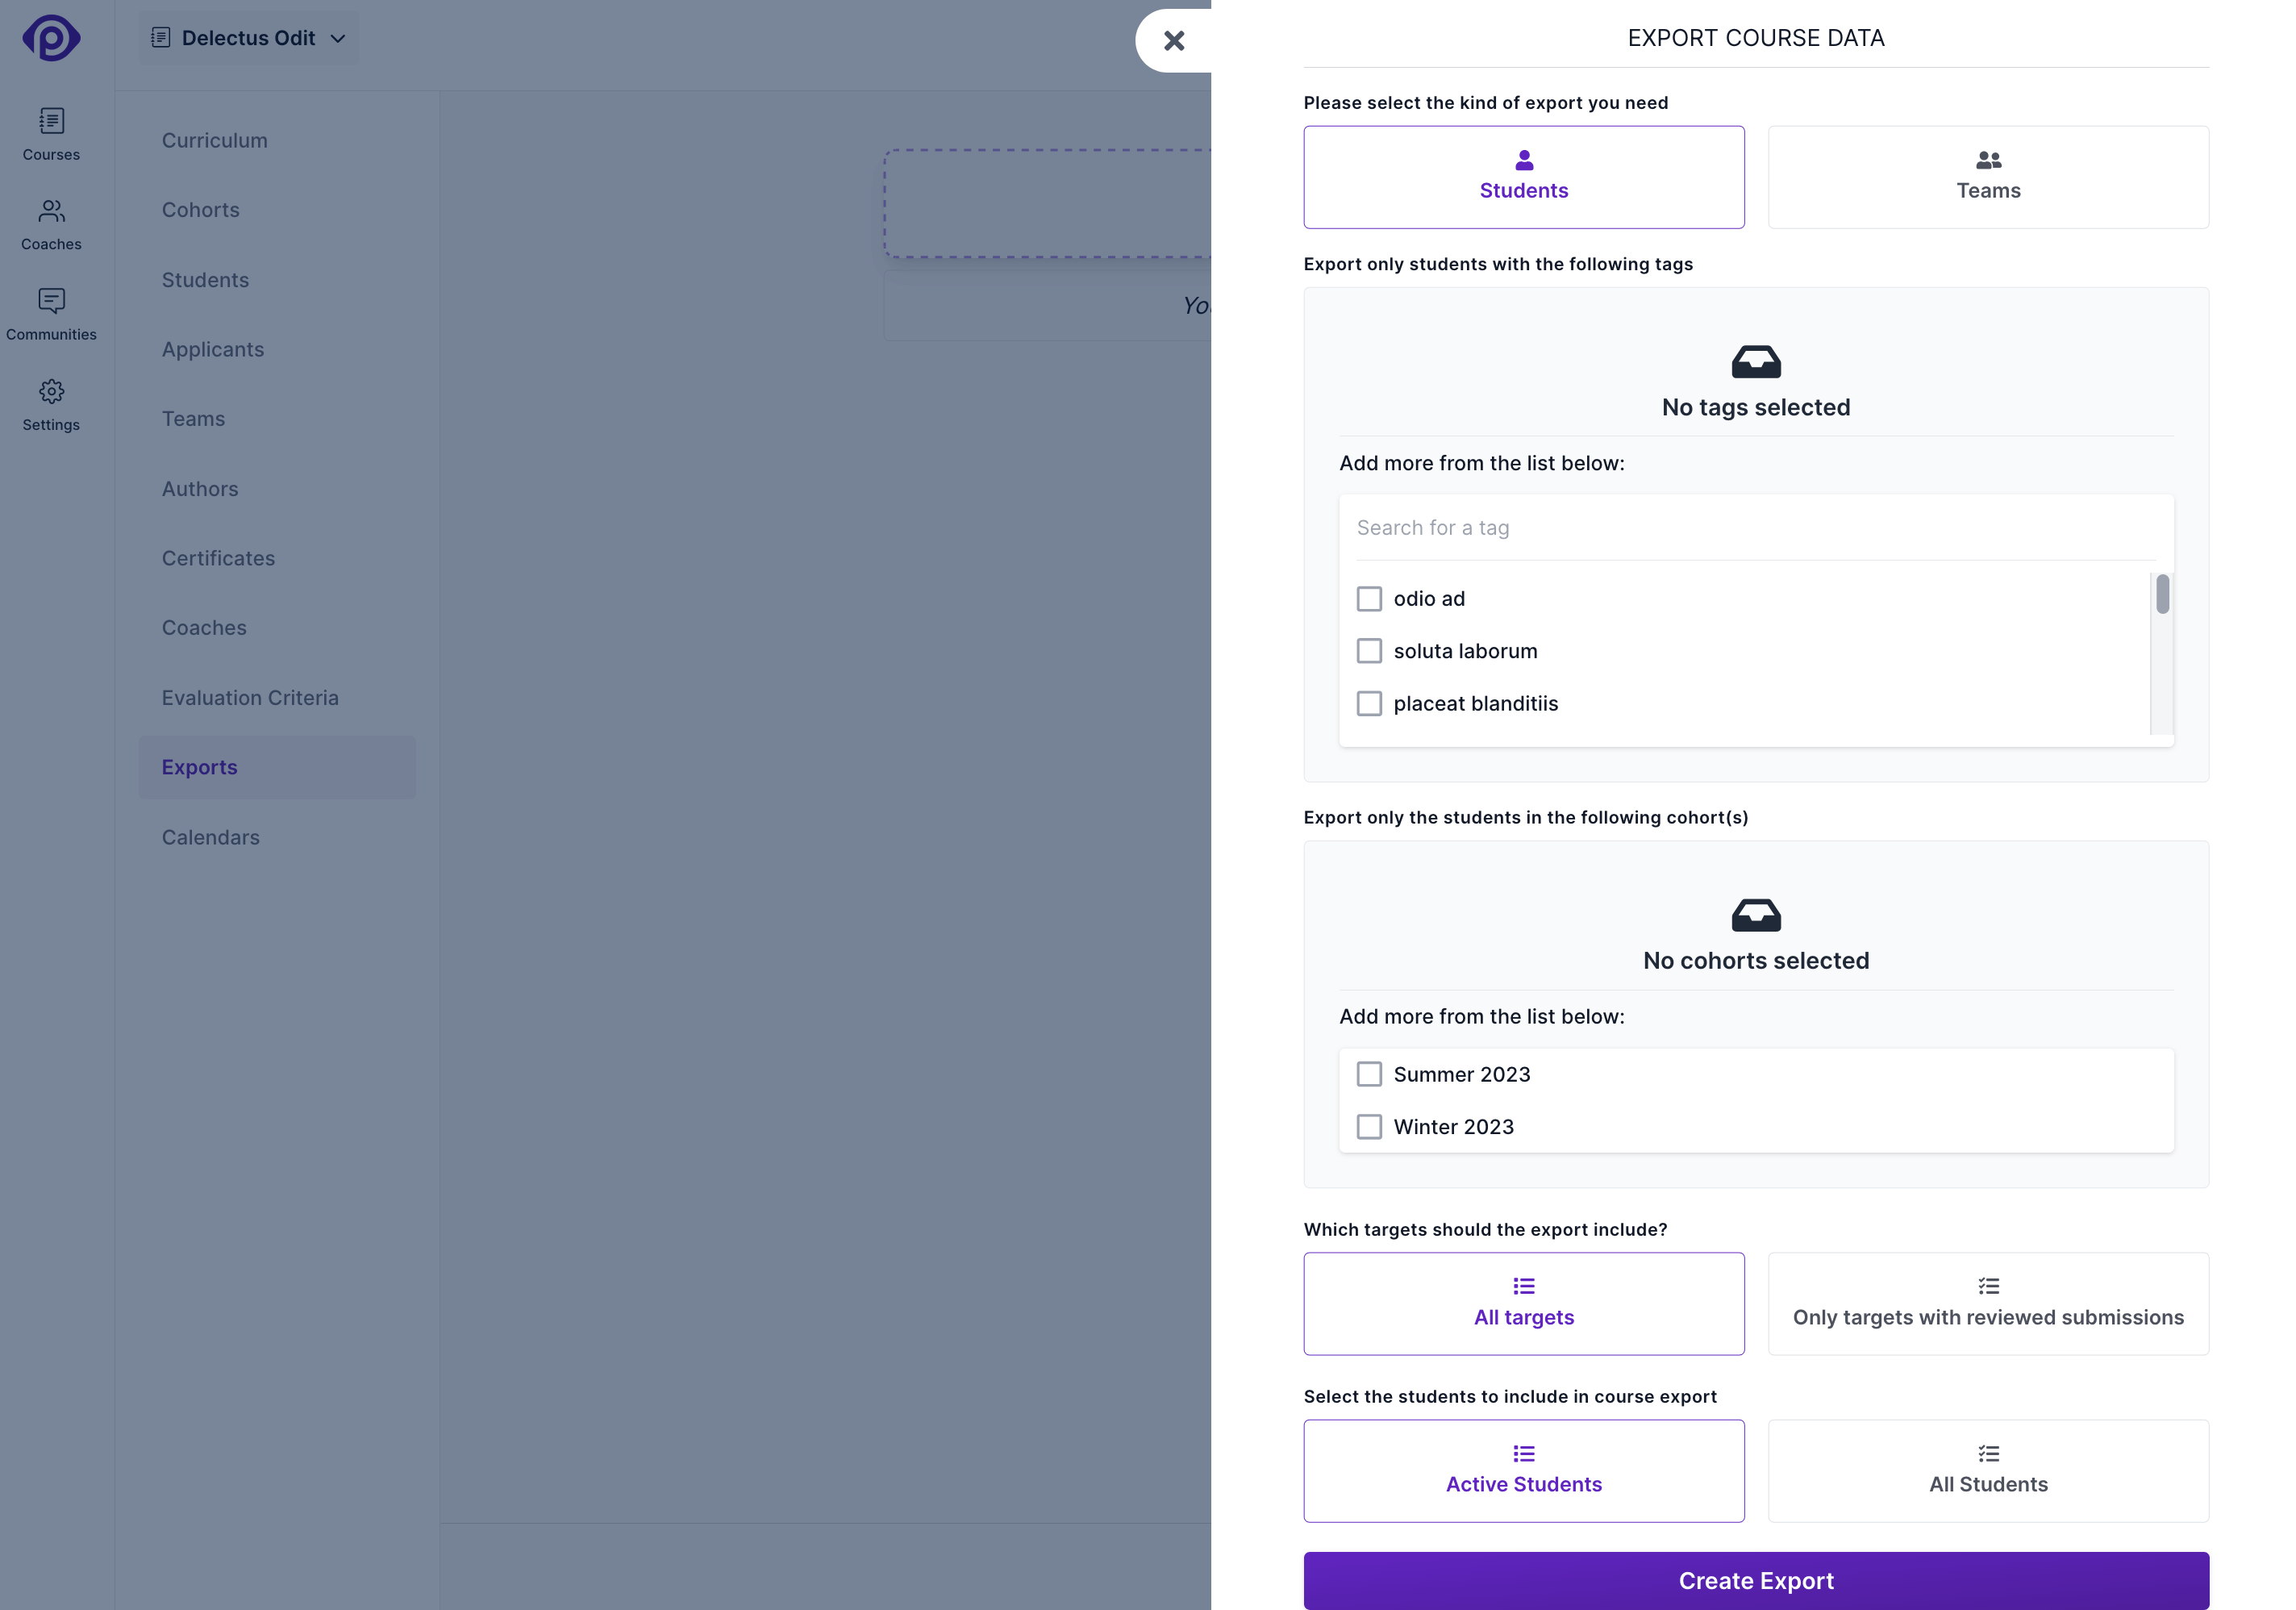 Delectus Odit
Courses
Coaches
Communities
Settings
Curriculum
Cohorts
Students
Applicants
Teams
Authors
Certificates
Coaches
Evaluation Criteria
Exports
Calendars
EXPORT COURSE DATA
Please select the kind of export you need
Students
Teams
Export only students with the following tags
No tags selected
Add more from the list below:
Search for a tag
odio ad
soluta laborum
placeat blanditiis
Export only the students in the following cohort(s)
No cohorts selected
Add more from the list below:
Summer 2023
Winter 2023
Which targets should the export include?
All targets
Only targets with reviewed submissions
Select the students to include in course export
Active Students
All Students
Create Export